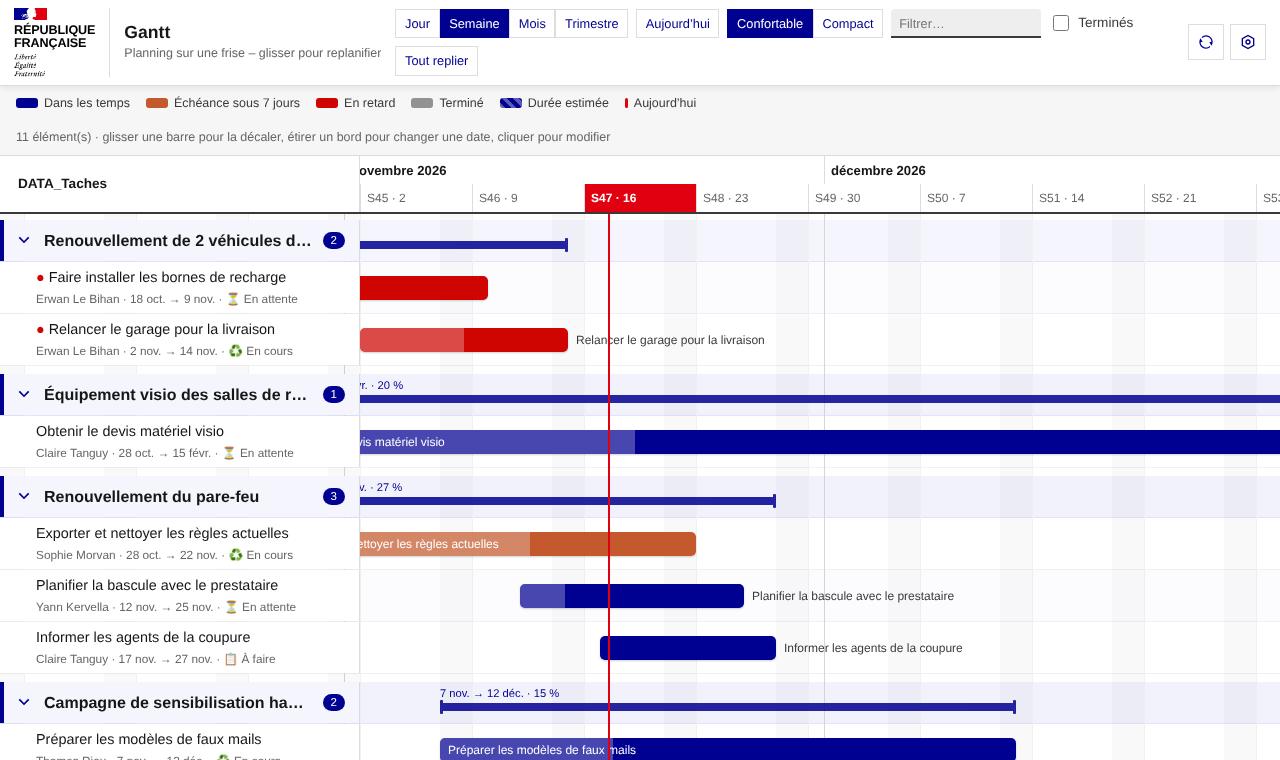 RÉPUBLIQUE
FRANÇAISE
Liberté
Égalité
Fraternité
Gantt
Planning sur une frise – glisser pour replanifier
Jour Semaine Mois Trimestre Aujourd’hui Confortable Compact Filtrer… Terminés
Tout replier
Dans les temps Échéance sous 7 jours En retard Terminé Durée estimée Aujourd’hui
11 élément(s) · glisser une barre pour la décaler, étirer un bord pour changer une date, cliquer pour modifier
DATA_Taches
ovembre 2026 décembre 2026
S45 · 2 S46 · 9 S47 · 16 S48 · 23 S49 · 30 S50 · 7 S51 · 14 S52 · 21 S53
Renouvellement de 2 véhicules d… 2
● Faire installer les bornes de recharge
Erwan Le Bihan · 18 oct. → 9 nov. · ⏳ En attente
● Relancer le garage pour la livraison
Erwan Le Bihan · 2 nov. → 14 nov. · ♻️ En cours
Relancer le garage pour la livraison
Équipement visio des salles de r… 1
vr. · 20 %
Obtenir le devis matériel visio
Claire Tanguy · 28 oct. → 15 févr. · ⏳ En attente
vis matériel visio
Renouvellement du pare-feu 3
v. · 27 %
Exporter et nettoyer les règles actuelles
Sophie Morvan · 28 oct. → 22 nov. · ♻️ En cours
ettoyer les règles actuelles
Planifier la bascule avec le prestataire
Yann Kervella · 12 nov. → 25 nov. · ⏳ En attente
Planifier la bascule avec le prestataire
Informer les agents de la coupure
Claire Tanguy · 17 nov. → 27 nov. · 📋 À faire
Informer les agents de la coupure
Campagne de sensibilisation ha… 2
7 nov. → 12 déc. · 15 %
Préparer les modèles de faux mails
Préparer les modèles de faux mails